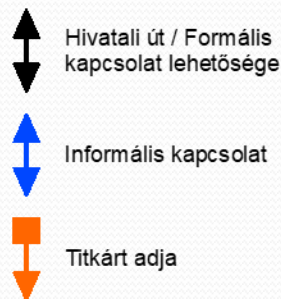 Hivatali út / Formális
kapcsolat lehetősége
Informális kapcsolat
Titkárt adja